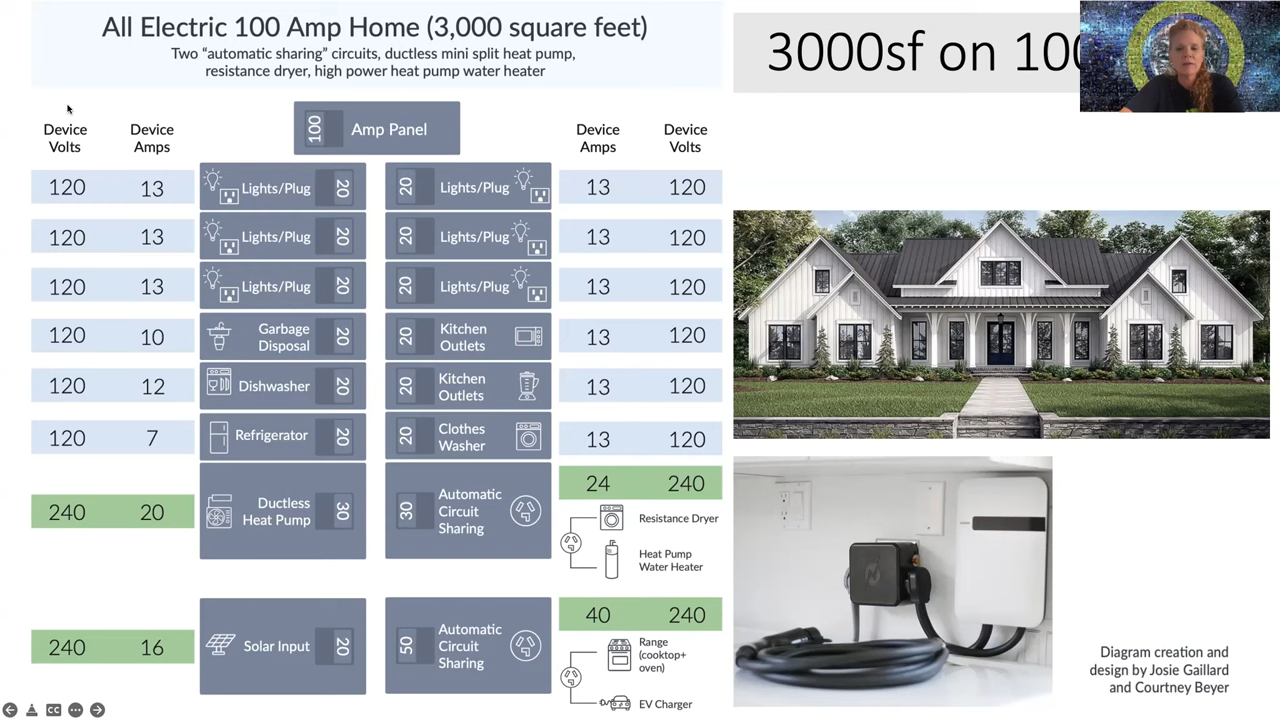 All Electric 100 Amp Home (3,000 square feet)
Two “automatic sharing” circuits, ductless mini split heat pump,
resistance dryer, high power heat pump water heater
3000sf on 100
Device
Volts
Device
Amps
100
Amp Panel
Device
Amps
Device
Volts
120
13
Lights/Plug
20
20
Lights/Plug
13
120
120
13
Lights/Plug
20
20
Lights/Plug
13
120
120
13
Lights/Plug
20
20
Lights/Plug
13
120
120
10
Garbage
Disposal
20
20
Kitchen
Outlets
13
120
120
12
Dishwasher
20
20
Kitchen
Outlets
13
120
120
7
Refrigerator
20
20
Clothes
Washer
13
120
240
20
Ductless
Heat Pump
30
30
Automatic
Circuit
Sharing
24
240
Resistance Dryer
Heat Pump
Water Heater
240
16
Solar Input
20
50
Automatic
Circuit
Sharing
40
240
Range
(cooktop+
oven)
EV Charger
Diagram creation and
design by Josie Gaillard
and Courtney Beyer
CC